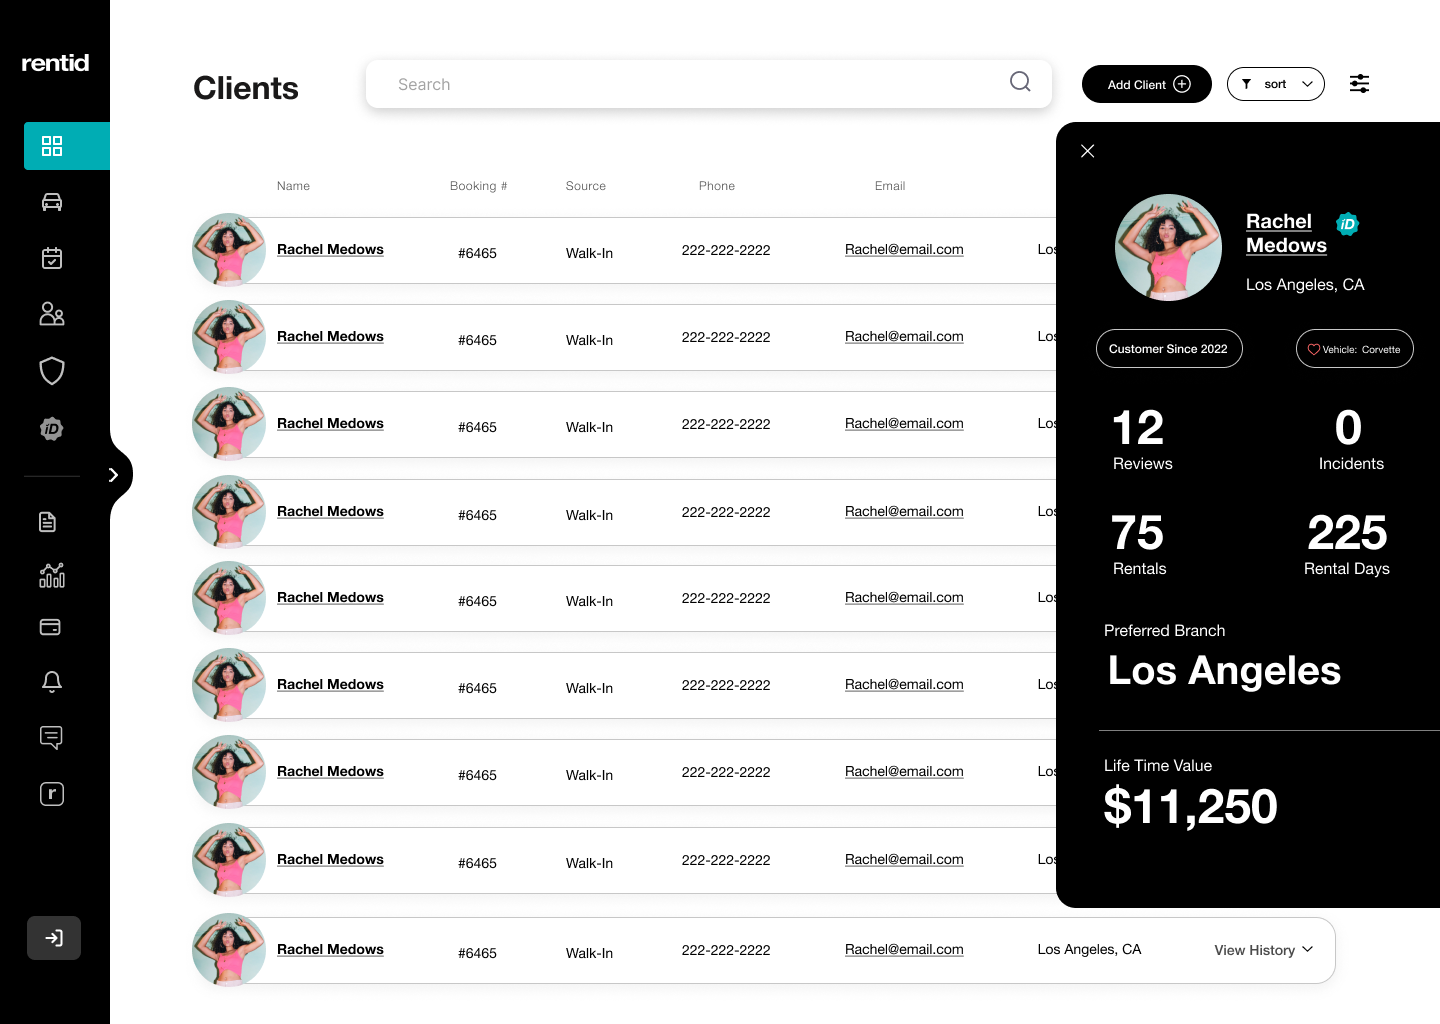 rentid
Clients
Search
Add Client
sort
Name Booking # Source Phone Email
Rachel Medows #6465 Walk-In 222-222-2222 Rachel@email.com Los
Rachel Medows #6465 Walk-In 222-222-2222 Rachel@email.com Los
Rachel Medows #6465 Walk-In 222-222-2222 Rachel@email.com Los
Rachel Medows #6465 Walk-In 222-222-2222 Rachel@email.com Los
Rachel Medows #6465 Walk-In 222-222-2222 Rachel@email.com Los
Rachel Medows #6465 Walk-In 222-222-2222 Rachel@email.com Los
Rachel Medows #6465 Walk-In 222-222-2222 Rachel@email.com Los
Rachel Medows #6465 Walk-In 222-222-2222 Rachel@email.com Los
Rachel Medows #6465 Walk-In 222-222-2222 Rachel@email.com Los Angeles, CA View History
Rachel
Medows
iD
Los Angeles, CA
Customer Since 2022
Vehicle: Corvette
12 0
Reviews Incidents
75 225
Rentals Rental Days
Preferred Branch
Los Angeles
Life Time Value
$11,250
iD
r